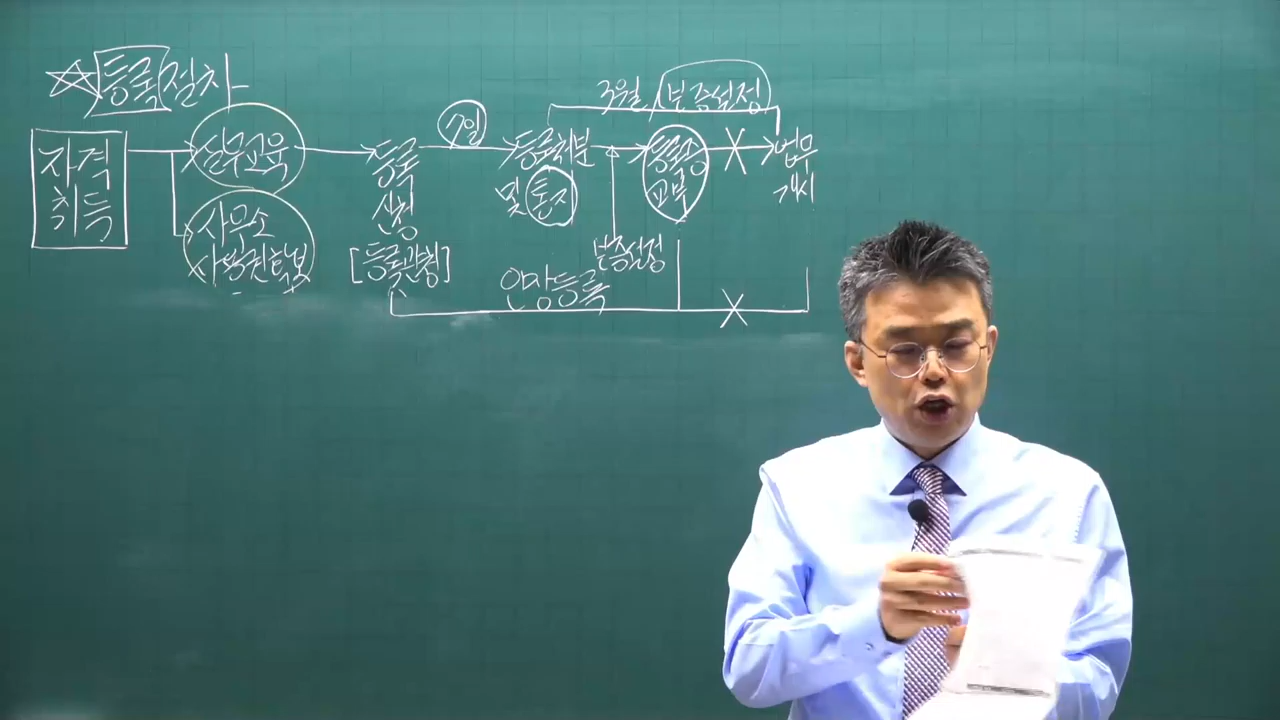 ☆등록절차
자격
취득
실무교육
사무소
사용권확보
등록
신청
[등록관청]
7일
등록처분
및 통지
보증설정
등록증
교부
3월 보증설정
업무
개시
인장등록